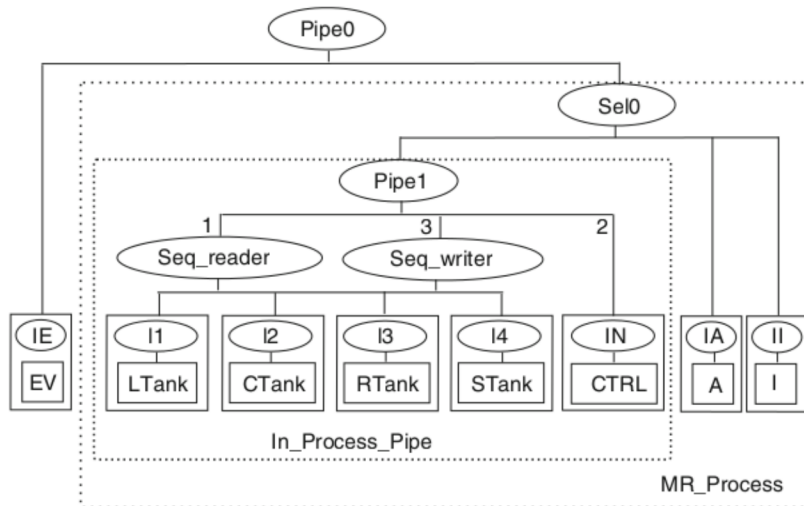 Pipe0
Sel0
Pipe1
1 3 2
Seq_reader Seq_writer
IE I1 I2 I3 I4 IN IA II
EV LTank CTank RTank STank CTRL A I
In_Process_Pipe
MR_Process